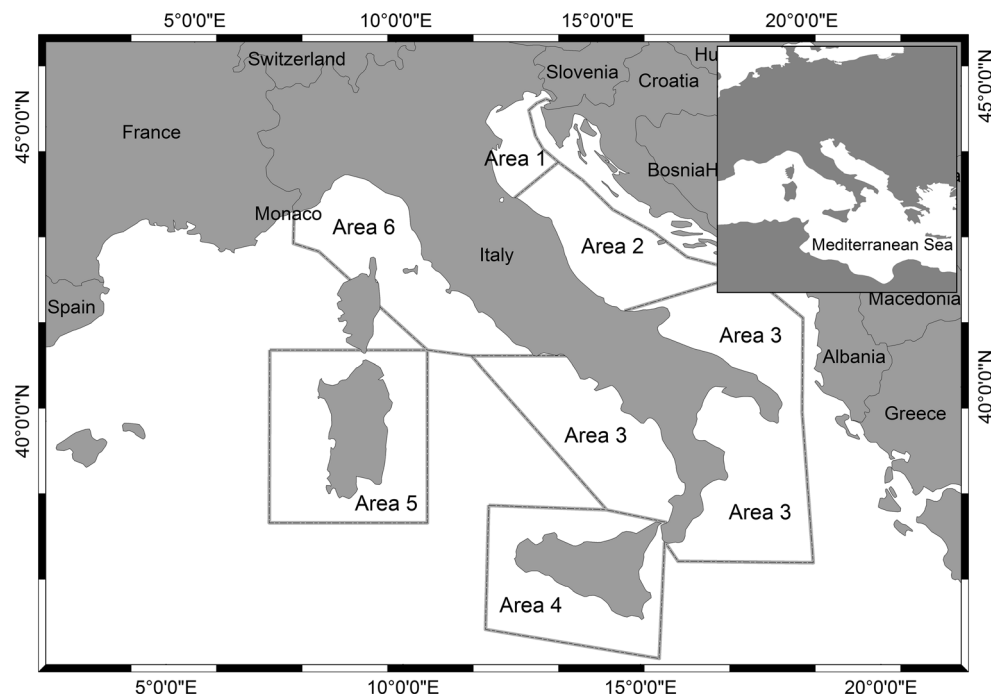 5°0'0"E 10°0'0"E 15°0'0"E 20°0'0"E
Switzerland
Hu
Slovenia
Croatia
45°0'0"N
45°0'0"N
France
Area 1
BosniaH
a
Monaco
Area 6
Area 2
Mediterranean Sea
Italy
Spain
Macedonia
Area 3
Albania
40°0'0"N
40°0'0"N
Greece
Area 3
Area 5
Area 3
Area 4
5°0'0"E 10°0'0"E 15°0'0"E 20°0'0"E